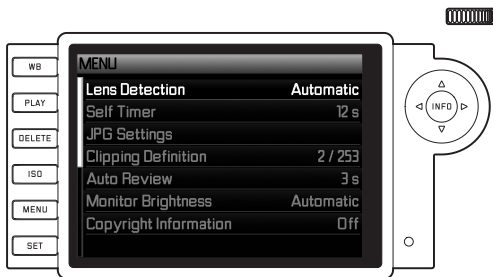 WB
PLAY
DELETE
ISO
MENU
SET
MENU
Lens Detection Automatic
Self Timer 12 s
JPG Settings
Clipping Definition 2 / 253
Auto Review 3 s
Monitor Brightness Automatic
Copyright Information Off
INFO